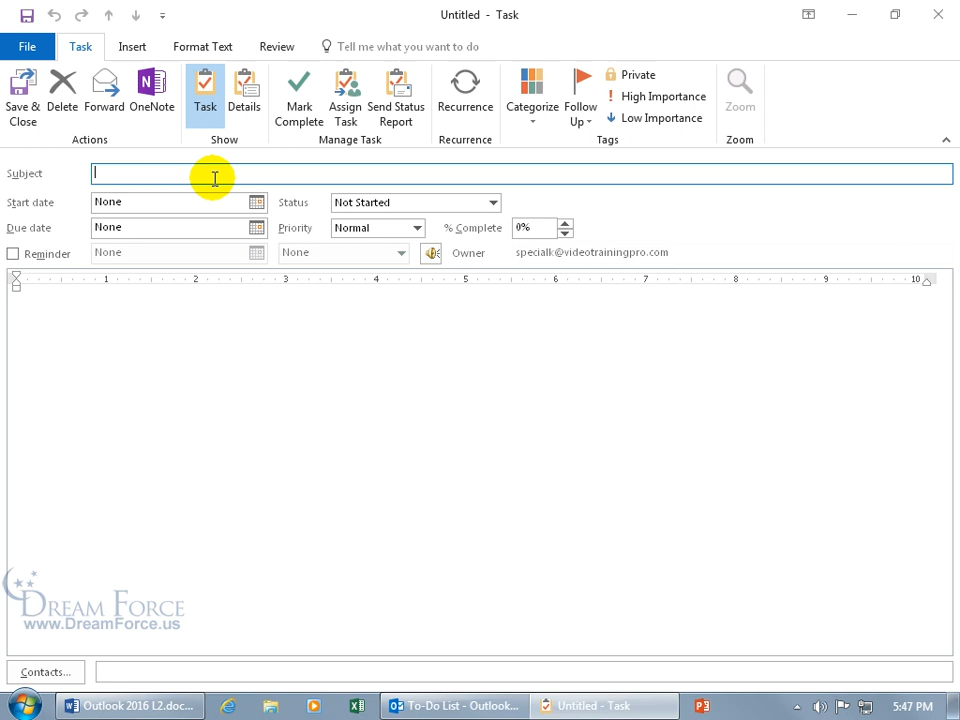 Untitled - Task
File Task Insert Format Text Review Tell me what you want to do
Save & Close Delete Forward OneNote Task Details Mark Complete Assign Task Send Status Report Recurrence Categorize Follow Up Private High Importance Low Importance Zoom
Actions Show Manage Task Recurrence Tags Zoom
Subject
Start date None Status Not Started
Due date None Priority Normal % Complete 0%
Reminder None None Owner specialk@videotrainingpro.com
1 2 3 4 5 6 7 8 9 10
DREAM FORCE
www.DreamForce.us
Contacts...
Outlook 2016 L2.doc... To-Do List - Outlook... Untitled - Task 5:47 PM